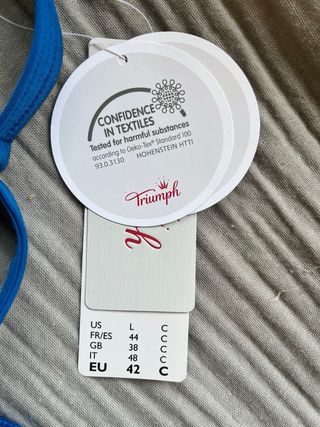 CONFIDENCE
IN TEXTILES
Tested for harmful substances
according to Oeko-Tex® Standard 100
93.0.3130 HOHENSTEIN HTTI
Triumph
ph
US L C
FR/ES 44 C
GB 38 C
IT 48 C
EU 42 C